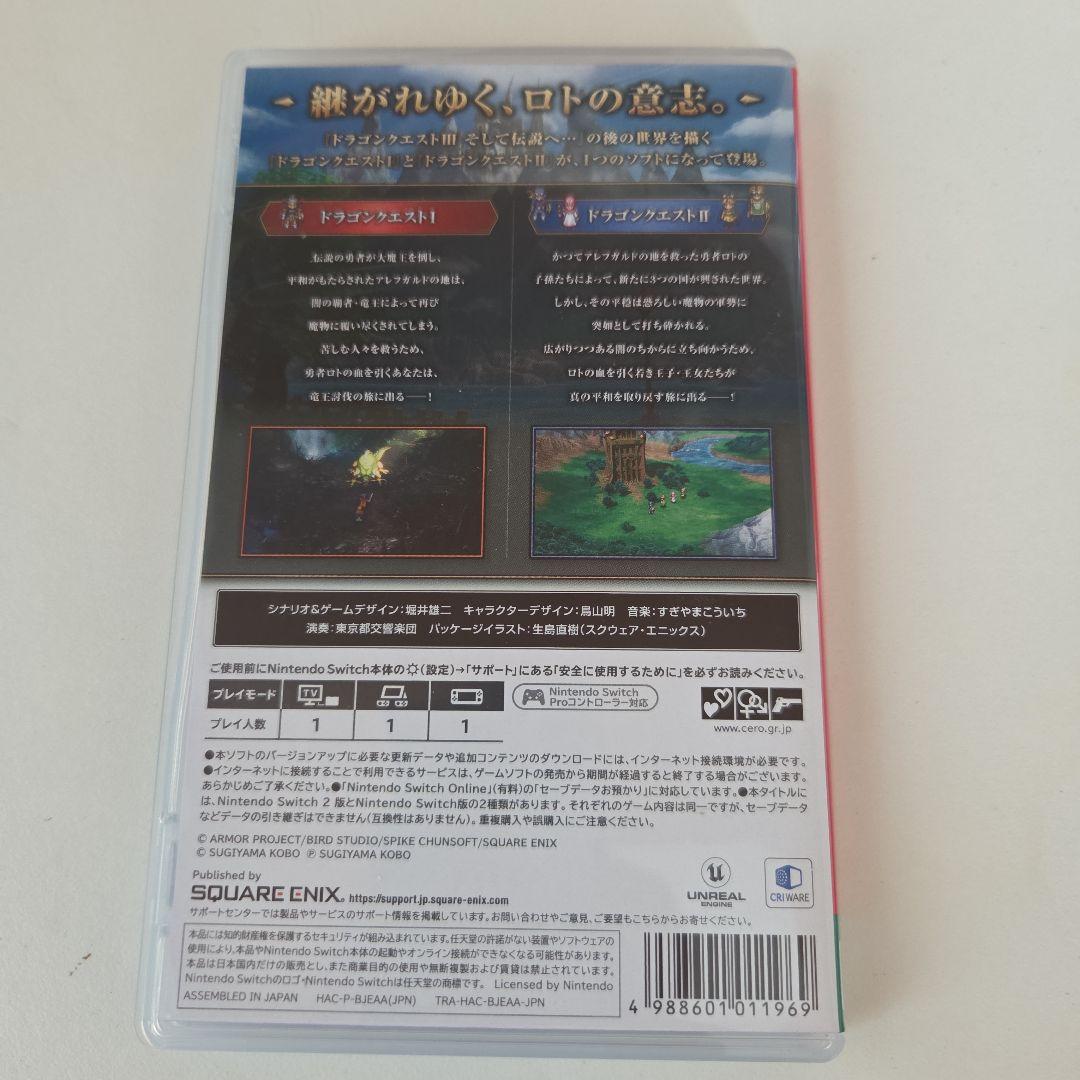 継がれゆく、ロトの意志。
『ドラゴンクエストIII そして伝説へ…』の後の世界を描く
『ドラゴンクエストI』と『ドラゴンクエストII』が、1つのソフトになって登場。
ドラゴンクエストI
伝説の勇者が大魔王を倒し、
平和がもたらされたアレフガルドの地は、
闇の覇者・竜王によって再び
魔物に覆い尽くされてしまう。
苦しむ人々を救うため、
勇者ロトの血を引くあなたは、
竜王討伐の旅に出る──!
ドラゴンクエストII
かつてアレフガルドの地を救った勇者ロトの
子孫たちによって、新たに3つの国が興された世界。
しかし、その平穏は恐ろしい魔物の軍勢に
突如として打ち砕かれる。
広がりつつある闇のちからに立ち向かうため、
ロトの血を引く若き王子・王女たちが
真の平和を取り戻す旅に出る──!
シナリオ&ゲームデザイン:堀井雄二 キャラクターデザイン:鳥山明 音楽:すぎやまこういち
演奏:東京都交響楽団 パッケージイラスト:生島直樹(スクウェア・エニックス)
ご使用前にNintendo Switch本体の(設定)→「サポート」にある「安全に使用するために」を必ずお読みください。
プレイモード TV
プレイ人数 1 1 1
Nintendo Switch
Proコントローラー対応
www.cero.gr.jp
●本ソフトのバージョンアップに必要な更新データや追加コンテンツのダウンロードには、インターネット接続環境が必要です。
●インターネットに接続することで利用できるサービスは、ゲームソフトの発売から期間が経過すると終了する場合がございます。
あらかじめご了承ください。●「Nintendo Switch Online」(有料)の「セーブデータお預かり」に対応しています。●本タイトルに
は、Nintendo Switch 2 版とNintendo Switch版の2種類があります。それぞれのゲーム内容は同一ですが、セーブデータ
などデータの引き継ぎはできません(互換性はありません)。重複購入や誤購入にご注意ください。
© ARMOR PROJECT/BIRD STUDIO/SPIKE CHUNSOFT/SQUARE ENIX
© SUGIYAMA KOBO ℗ SUGIYAMA KOBO
Published by
SQUARE ENIX. https://support.jp.square-enix.com
UNREAL
ENGINE
CRIWARE
サポートセンターでは製品やサービスのサポート情報を掲載しています。お問い合わせやご意見、ご要望もこちらからお寄せください。
本品には知的財産権を保護するセキュリティが組み込まれています。任天堂の許諾がない装置やソフトウェアの
使用により、本品やNintendo Switch本体の起動やオンライン接続ができなくなる可能性があります。
本品は日本国内だけの販売とし、また商業目的の使用や無断複製および賃貸は禁止されています。
Nintendo Switchのロゴ・Nintendo Switchは任天堂の商標です。 Licensed by Nintendo
ASSEMBLED IN JAPAN HAC-P-BJEAA(JPN) TRA-HAC-BJEAA-JPN
4 988601 011969